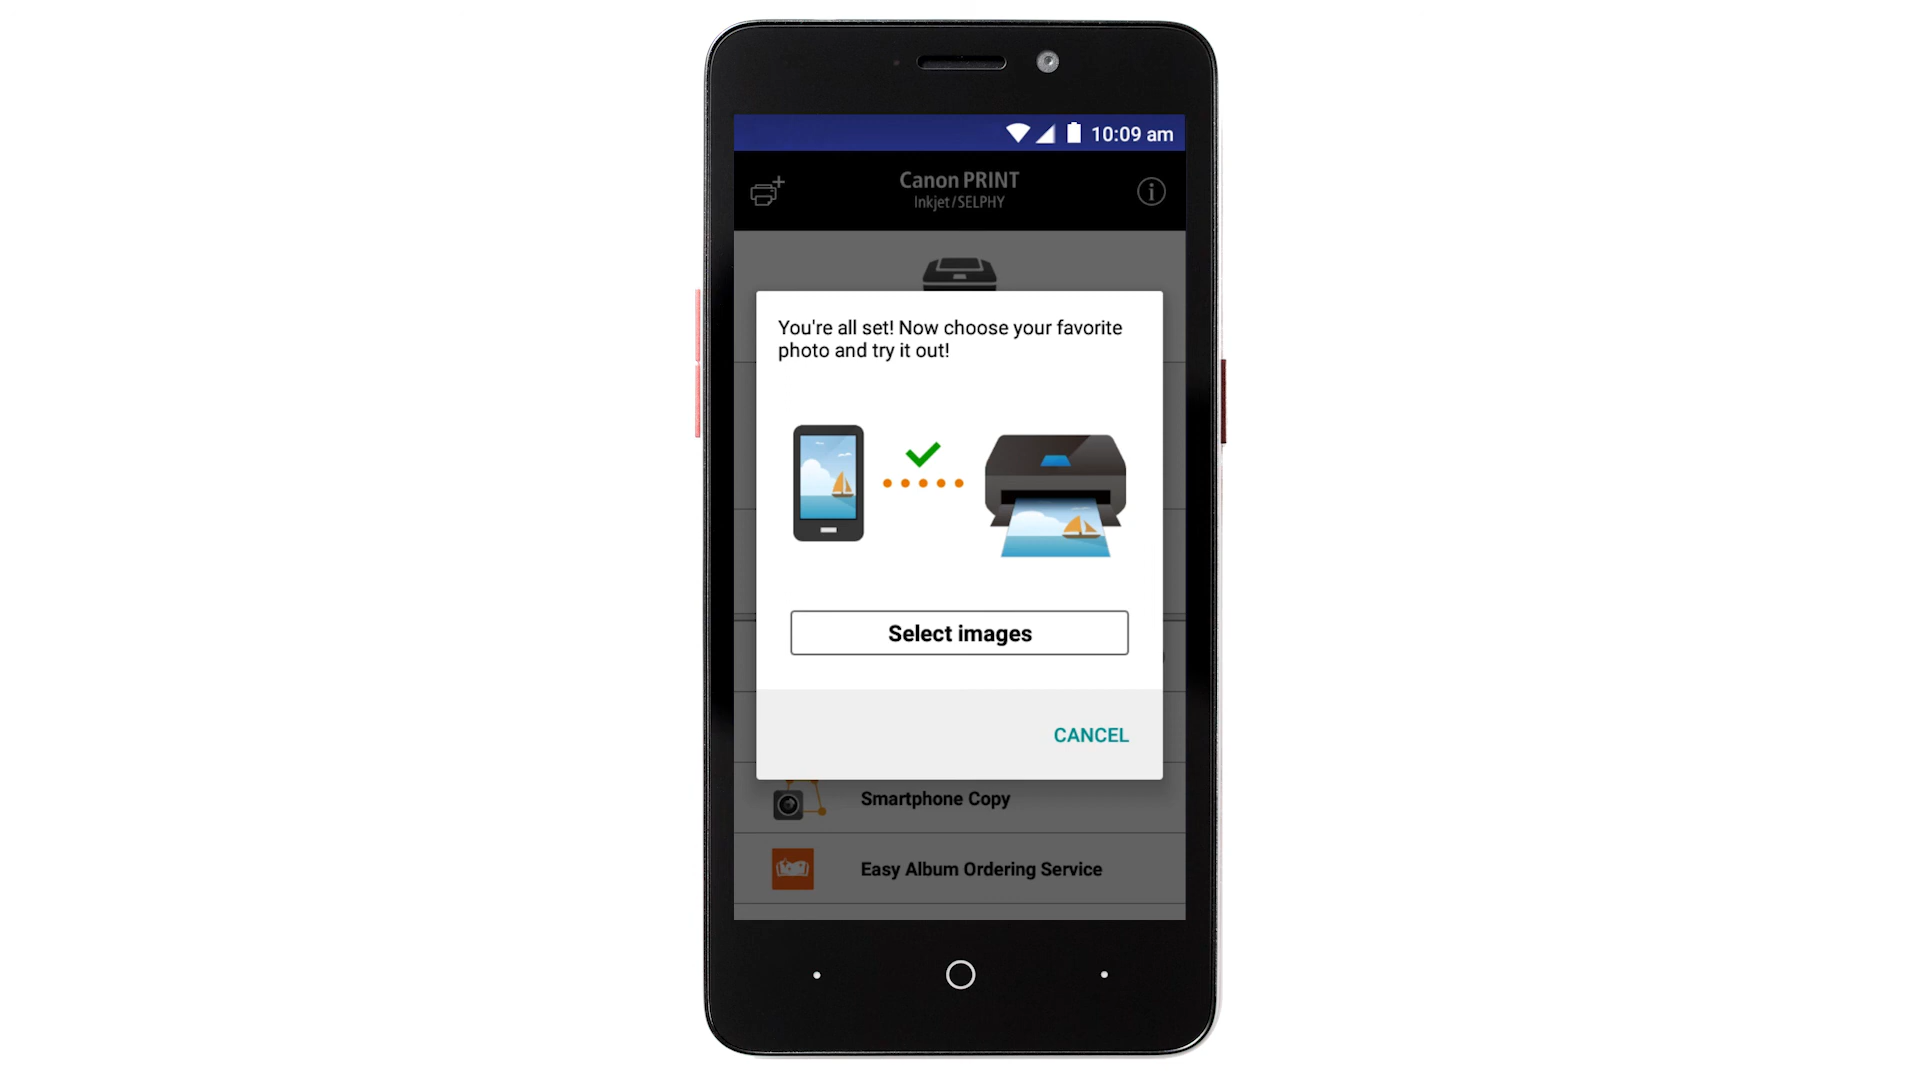 10:09 am
Canon PRINT
Inkjet/SELPHY
You're all set! Now choose your favorite
photo and try it out!
Select images
CANCEL
Smartphone Copy
Easy Album Ordering Service